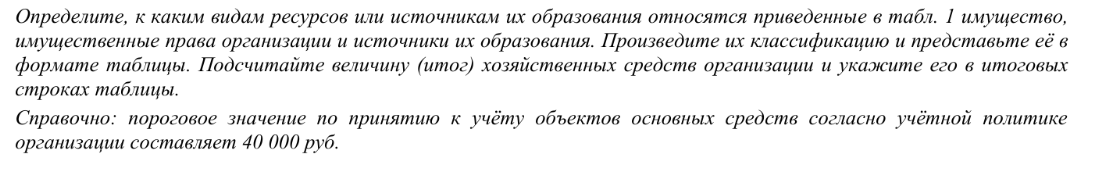 Определите, к каким видам ресурсов или источникам их образования относятся приведенные в табл. 1 имущество,
имущественные права организации и источники их образования. Произведите их классификацию и представьте её в
формате таблицы. Подсчитайте величину (итог) хозяйственных средств организации и укажите его в итоговых
строках таблицы.
Справочно: пороговое значение по принятию к учёту объектов основных средств согласно учётной политике
организации составляет 40 000 руб.